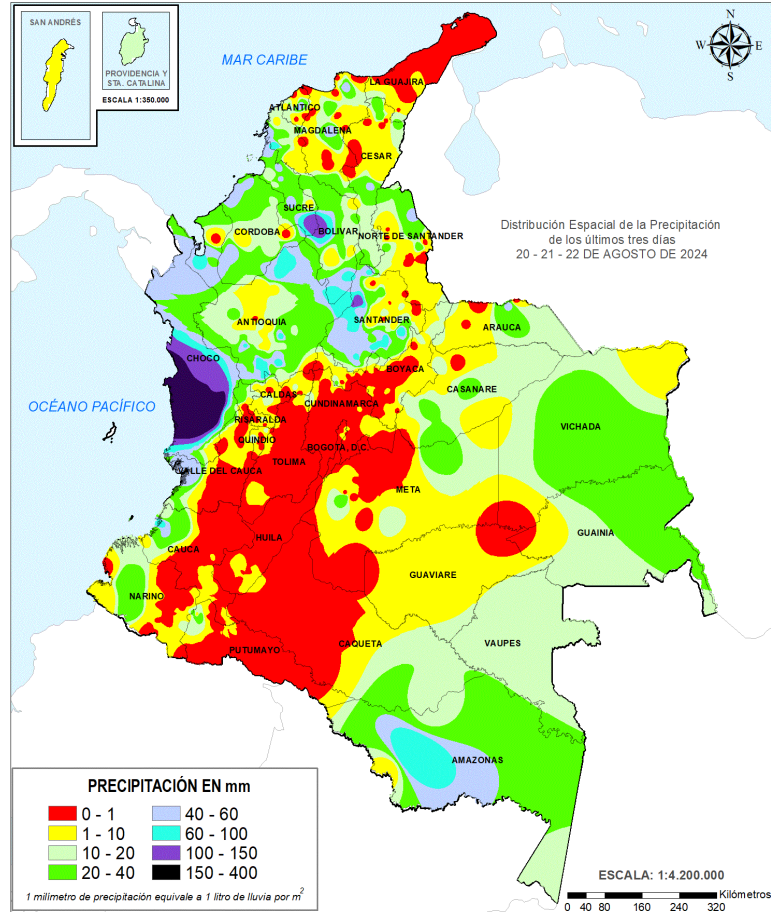 SAN ANDRÉS
PROVIDENCIA Y
STA. CATALINA
ESCALA 1:350.000
MAR CARIBE
N
W E
S
LA GUAJIRA
ATLANTICO
MAGDALENA
CESAR
SUCRE
CORDOBA
BOLIVAR
NORTE DE SANTANDER
Distribución Espacial de la Precipitación
de los últimos tres días
20 - 21 - 22 DE AGOSTO DE 2024
ANTIOQUIA
SANTANDER
ARAUCA
CHOCO
BOYACA
CASANARE
OCÉANO PACÍFICO
CALDAS
CUNDINAMARCA
RISARALDA
VICHADA
QUINDIO
BOGOTA, D.C.
TOLIMA
VALLE DEL CAUCA
META
GUAINIA
HUILA
CAUCA
GUAVIARE
NARINO
CAQUETA
VAUPES
PUTUMAYO
AMAZONAS
PRECIPITACIÓN EN mm
0 - 1 40 - 60
1 - 10 60 - 100
10 - 20 100 - 150
20 - 40 150 - 400
1 milímetro de precipitación equivale a 1 litro de lluvia por m²
ESCALA: 1:4.200.000
Kilómetros
0 40 80 160 240 320